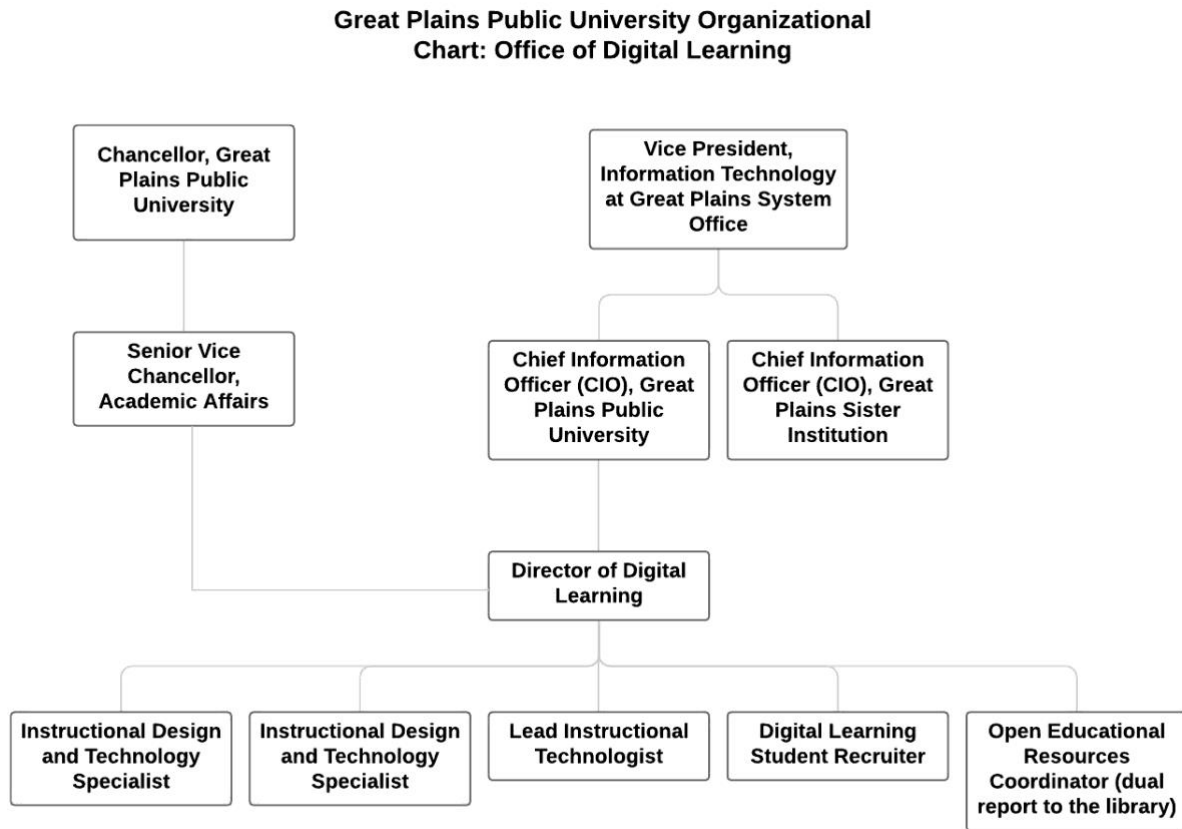 Great Plains Public University Organizational
Chart: Office of Digital Learning
Chancellor, Great
Plains Public
University
Vice President,
Information Technology
at Great Plains System
Office
Senior Vice
Chancellor,
Academic Affairs
Chief Information
Officer (CIO), Great
Plains Public
University
Chief Information
Officer (CIO), Great
Plains Sister
Institution
Director of Digital
Learning
Instructional Design
and Technology
Specialist
Instructional Design
and Technology
Specialist
Lead Instructional
Technologist
Digital Learning
Student Recruiter
Open Educational
Resources
Coordinator (dual
report to the library)